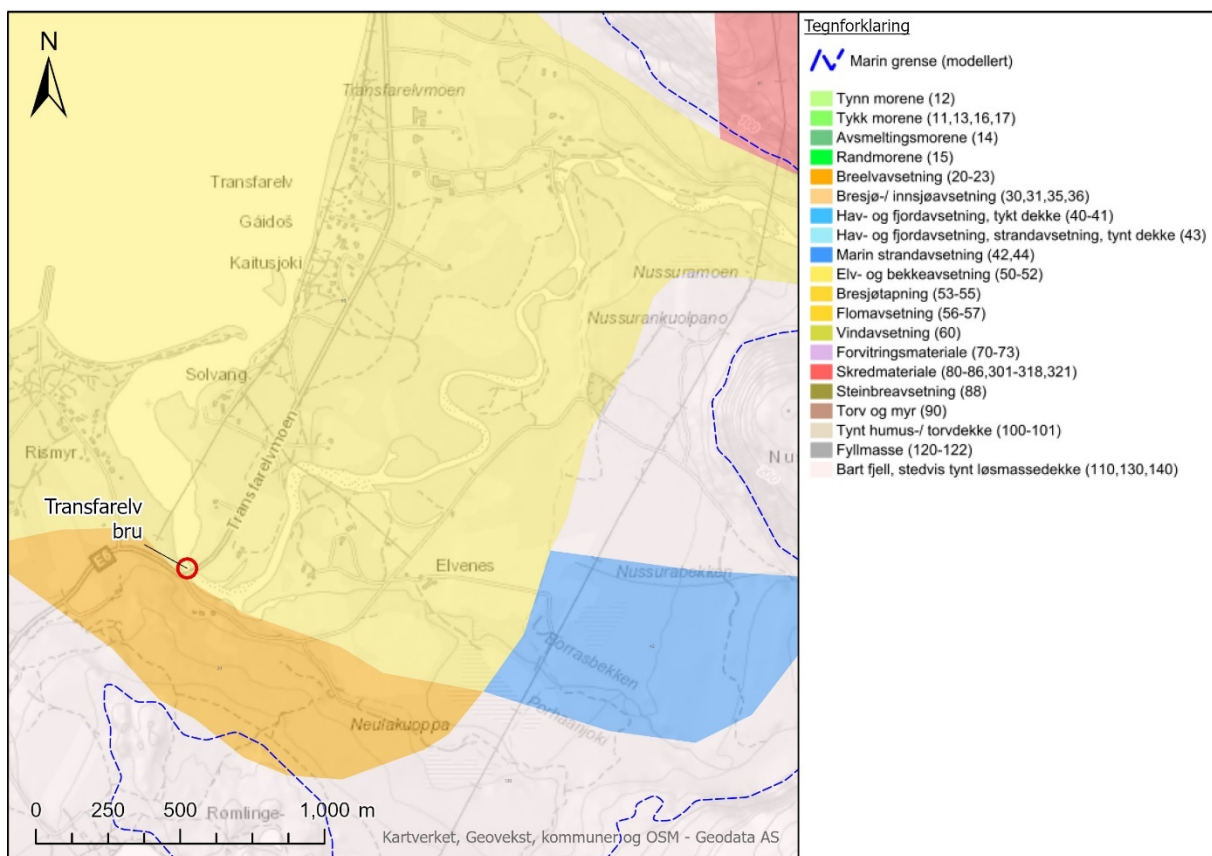 N
Transfarelvmoen
Transfarelv
Gáidoš
Kaitusjoki
Nussuramoen
Nussurankuolpano
Solvang
Transfarelvmoen
Rismyr
Transfarelv
bru
E6
Elvenes
Nussurabekken
Borrasbekken
Perhaanjoki
Neulakuoppa
Romlinge-
0 250 500 1,000 m
Kartverket, Geovekst, kommuner og OSM - Geodata AS
Tegnforklaring
Marin grense (modellert)
Tynn morene (12)
Tykk morene (11,13,16,17)
Avsmeltingsmorene (14)
Randmorene (15)
Breelvavsetning (20-23)
Bresjø-/ innsjøavsetning (30,31,35,36)
Hav- og fjordavsetning, tykt dekke (40-41)
Hav- og fjordavsetning, strandavsetning, tynt dekke (43)
Marin strandavsetning (42,44)
Elv- og bekkeavsetning (50-52)
Bresjøtapning (53-55)
Flomavsetning (56-57)
Vindavsetning (60)
Forvitringsmateriale (70-73)
Skredmateriale (80-86,301-318,321)
Steinbreavsetning (88)
Torv og myr (90)
Tynt humus-/ torvdekke (100-101)
Fyllmasse (120-122)
Bart fjell, stedvis tynt løsmassedekke (110,130,140)